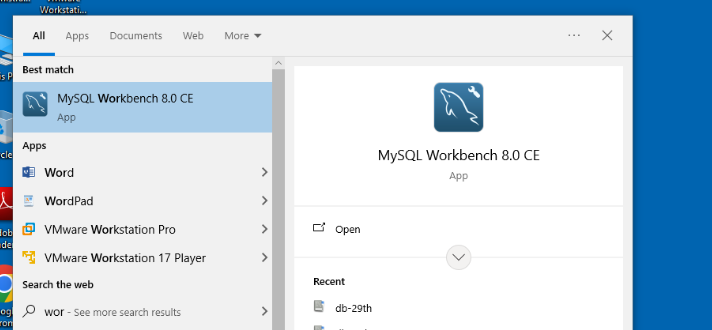 VMware
Workstati...
All
Apps
Documents
Web
More
Best match
MySQL Workbench 8.0 CE
App
Apps
Word
WordPad
VMware Workstation Pro
VMware Workstation 17 Player
Search the web
wor - See more search results
MySQL Workbench 8.0 CE
App
Open
Recent
db-29th